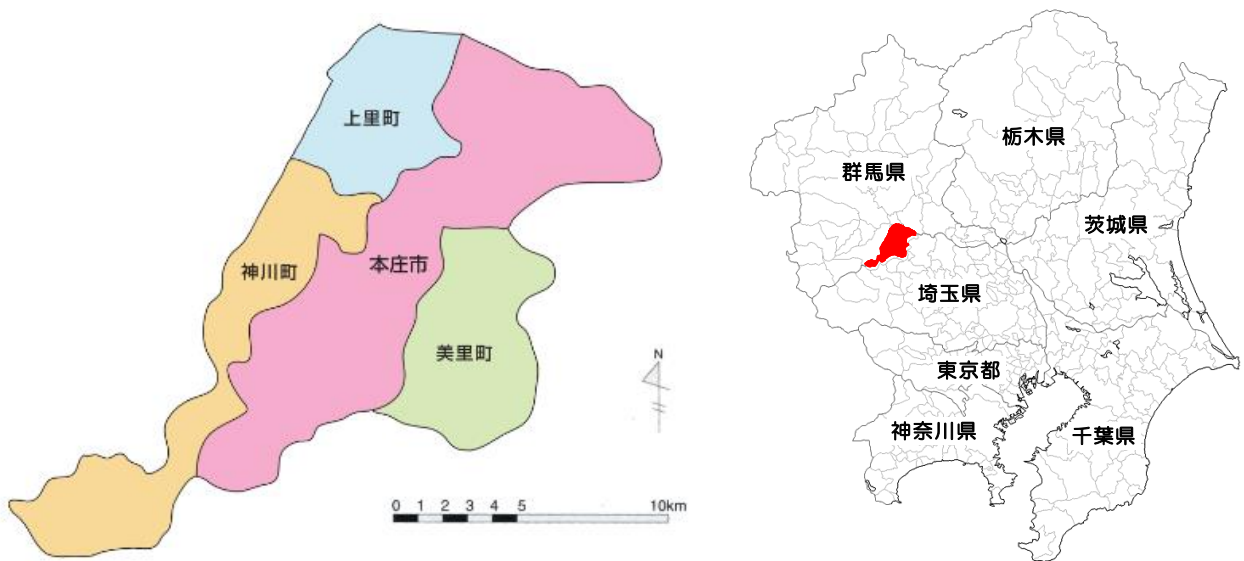 上里町
神川町
本庄市
美里町
N
0 1 2 3 4 5 10km
群馬県
栃木県
茨城県
埼玉県
東京都
神奈川県
千葉県